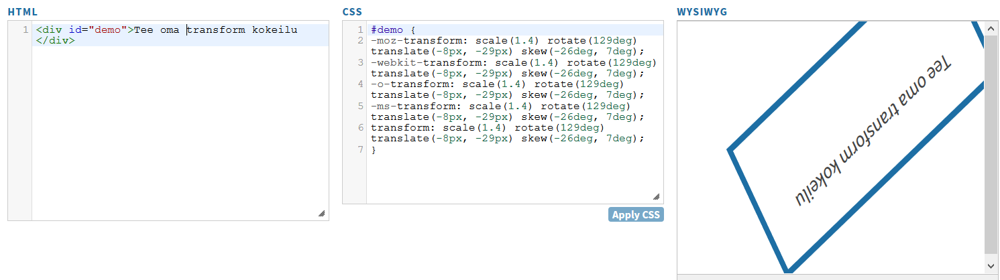 HTML
1 <div id="demo">Tee oma transform kokeilu
</div>
CSS
1 #demo {
2 -moz-transform: scale(1.4) rotate(129deg)
translate(-8px, -29px) skew(-26deg, 7deg);
3 -webkit-transform: scale(1.4) rotate(129deg)
translate(-8px, -29px) skew(-26deg, 7deg);
4 -o-transform: scale(1.4) rotate(129deg)
translate(-8px, -29px) skew(-26deg, 7deg);
5 -ms-transform: scale(1.4) rotate(129deg)
translate(-8px, -29px) skew(-26deg, 7deg);
6 transform: scale(1.4) rotate(129deg)
translate(-8px, -29px) skew(-26deg, 7deg);
7 }
Apply CSS
WYSIWYG
Tee oma transform kokeilu